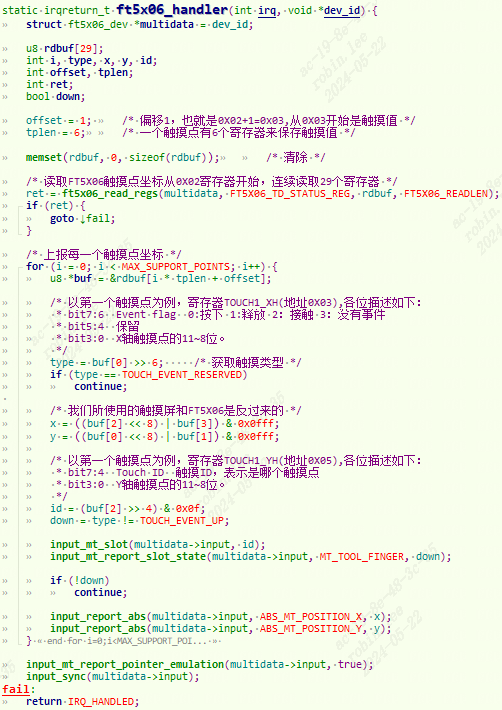 static irqreturn_t ft5x06_handler(int irq, void *dev_id) {
struct ft5x06_dev *multidata = dev_id;
u8 rdbuf[29];
int i, type, x, y, id;
int offset, tplen;
int ret;
bool down;
offset = 1; /* 偏移1，也就是0X02+1=0x03,从0X03开始是触摸值 */
tplen = 6; /* 一个触摸点有6个寄存器来保存触摸值 */
memset(rdbuf, 0, sizeof(rdbuf)); /* 清除 */
/* 读取FT5X06触摸点坐标从0X02寄存器开始，连续读取29个寄存器 */
ret = ft5x06_read_regs(multidata, FT5X06_TD_STATUS_REG, rdbuf, FT5X06_READLEN);
if (ret) {
goto ↓fail;
}
/* 上报每一个触摸点坐标 */
for (i = 0; i < MAX_SUPPORT_POINTS; i++) {
u8 *buf = &rdbuf[i * tplen + offset];
/* 以第一个触摸点为例，寄存器TOUCH1_XH(地址0X03),各位描述如下：
* bit7:6 Event flag 0:按下 1:释放 2：接触 3：没有事件
* bit5:4 保留
* bit3:0 X轴触摸点的11~8位。
*/
type = buf[0] >> 6; /* 获取触摸类型 */
if (type == TOUCH_EVENT_RESERVED)
continue;
/* 我们所使用的触摸屏和FT5X06是反过来的 */
x = ((buf[2] << 8) | buf[3]) & 0x0fff;
y = ((buf[0] << 8) | buf[1]) & 0x0fff;
/* 以第一个触摸点为例，寄存器TOUCH1_YH(地址0X05),各位描述如下：
* bit7:4 Touch ID 触摸ID，表示是哪个触摸点
* bit3:0 Y轴触摸点的11~8位。
*/
id = (buf[2] >> 4) & 0x0f;
down = type != TOUCH_EVENT_UP;
input_mt_slot(multidata->input, id);
input_mt_report_slot_state(multidata->input, MT_TOOL_FINGER, down);
if (!down)
continue;
input_report_abs(multidata->input, ABS_MT_POSITION_X, x);
input_report_abs(multidata->input, ABS_MT_POSITION_Y, y);
} « end for i=0;i<MAX_SUPPORT_POI... »
input_mt_report_pointer_emulation(multidata->input, true);
input_sync(multidata->input);
fail:
return IRQ_HANDLED;